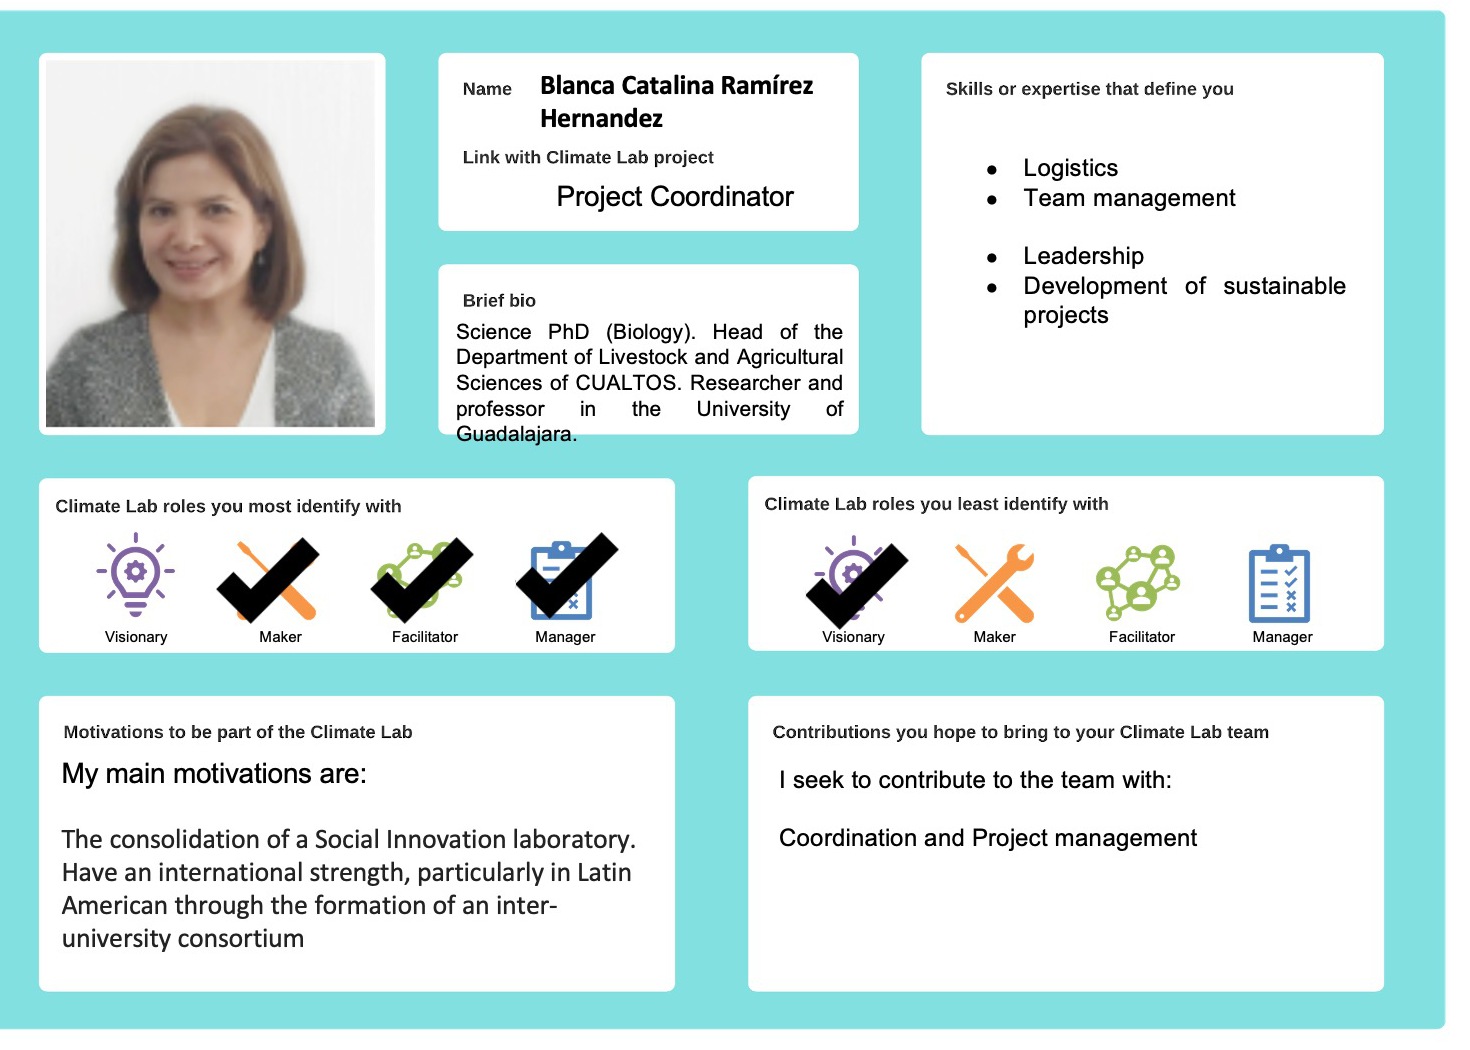 Name
Blanca Catalina Ramírez
Hernandez
Link with Climate Lab project
Project Coordinator
Brief bio
Science PhD (Biology). Head of the
Department of Livestock and Agricultural
Sciences of CUALTOS. Researcher and
professor in the University of
Guadalajara.
Skills or expertise that define you
● Logistics
● Team management
● Leadership
● Development of sustainable
projects
Climate Lab roles you most identify with
Visionary
Maker
Facilitator
Manager
Climate Lab roles you least identify with
Visionary
Maker
Facilitator
Manager
Motivations to be part of the Climate Lab
My main motivations are:
The consolidation of a Social Innovation laboratory.
Have an international strength, particularly in Latin
American through the formation of an inter-
university consortium
Contributions you hope to bring to your Climate Lab team
I seek to contribute to the team with:
Coordination and Project management